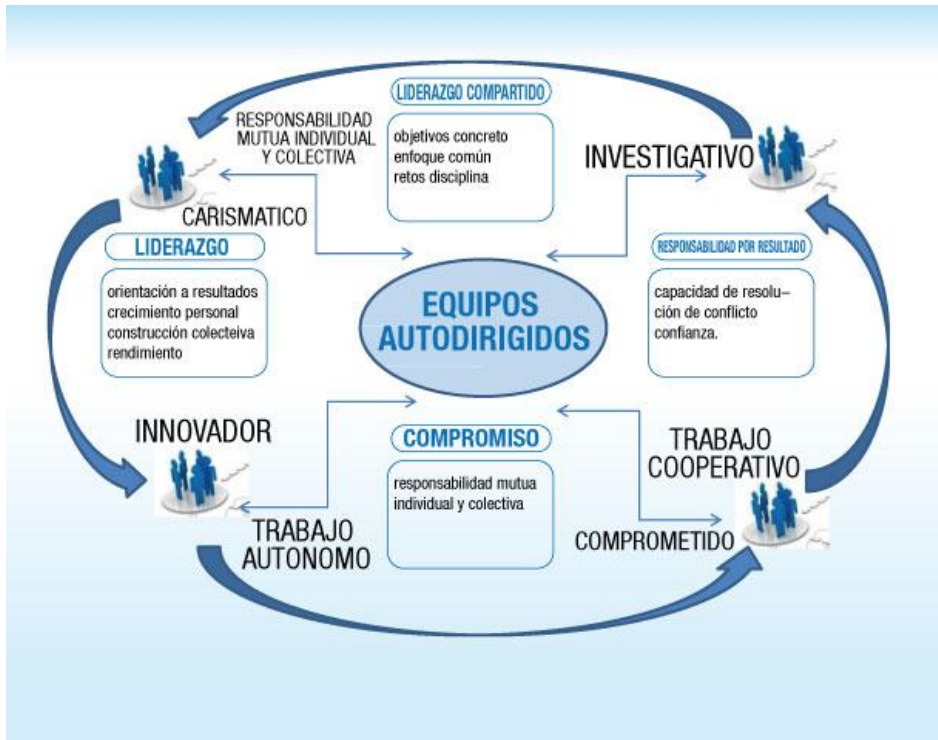 LIDERAZGO COMPARTIDO
objetivos concreto
enfoque común
retos disciplina
RESPONSABILIDAD
MUTUA INDIVIDUAL
Y COLECTIVA
CARISMATICO
INVESTIGATIVO
LIDERAZGO
orientación a resultados
crecimiento personal
construcción colecteiva
rendimiento
EQUIPOS
AUTODIRIGIDOS
RESPONSABILIDAD POR RESULTADO
capacidad de resolu–
ción de conflicto
confianza.
INNOVADOR
TRABAJO
AUTONOMO
COMPROMISO
responsabilidad mutua
individual y colectiva
TRABAJO
COOPERATIVO
COMPROMETIDO